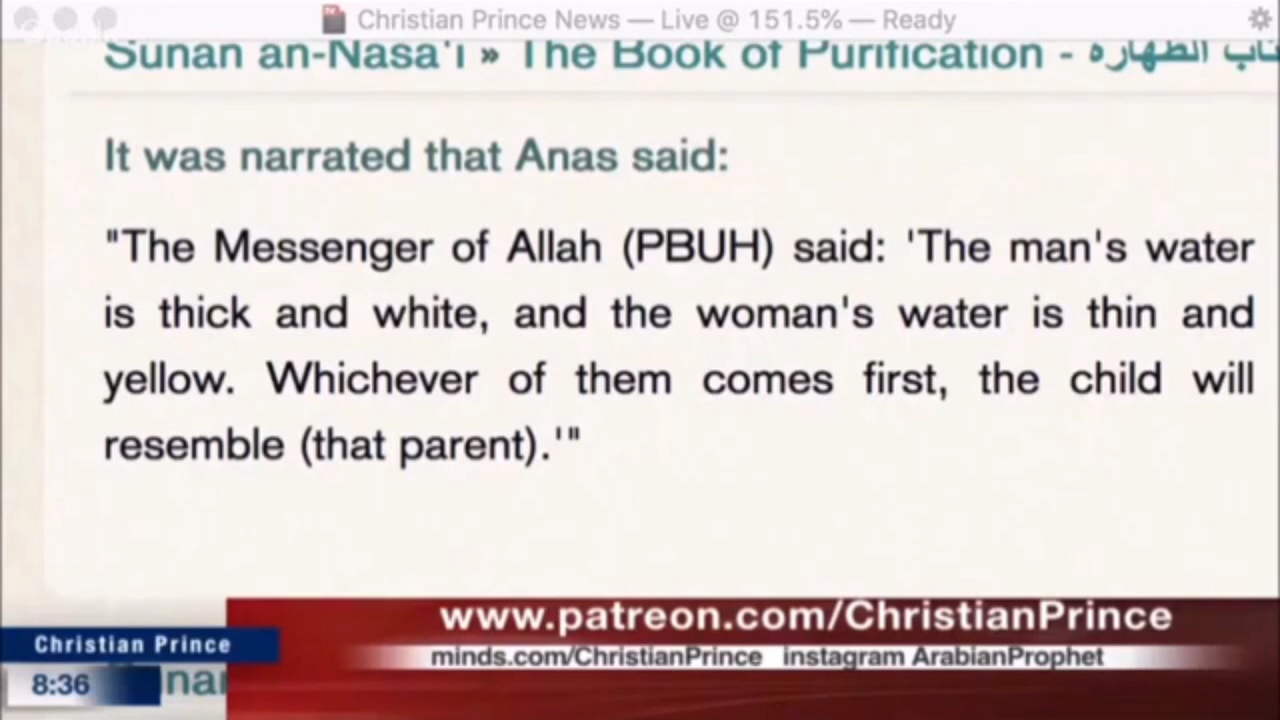 Christian Prince News — Live @ 151.5% — Ready
Sunan an-Nasa'i » The Book of Purification - كتاب الطهارة
It was narrated that Anas said:
"The Messenger of Allah (PBUH) said: 'The man's water
is thick and white, and the woman's water is thin and
yellow. Whichever of them comes first, the child will
resemble (that parent).'"
www.patreon.com/ChristianPrince
Christian Prince
minds.com/ChristianPrince instagram ArabianProphet
8:36